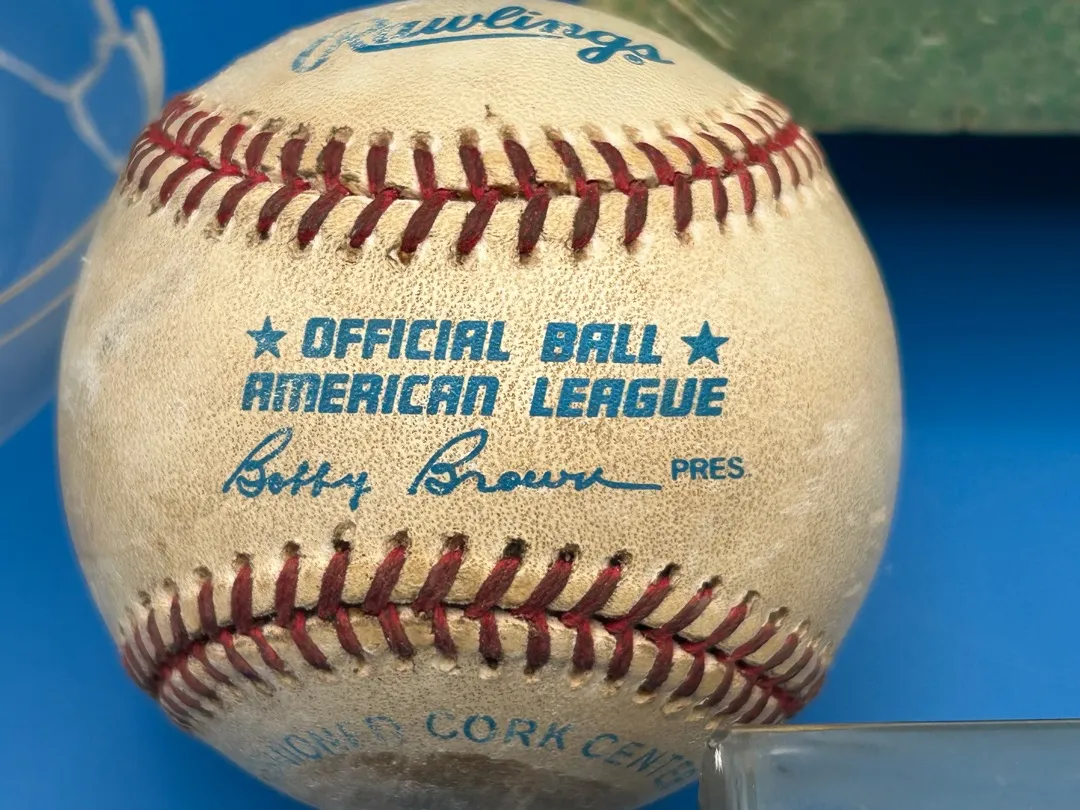 Rawlings
★ OFFICIAL BALL ★
AMERICAN LEAGUE
Bobby Brown PRES.
CORK CENTER